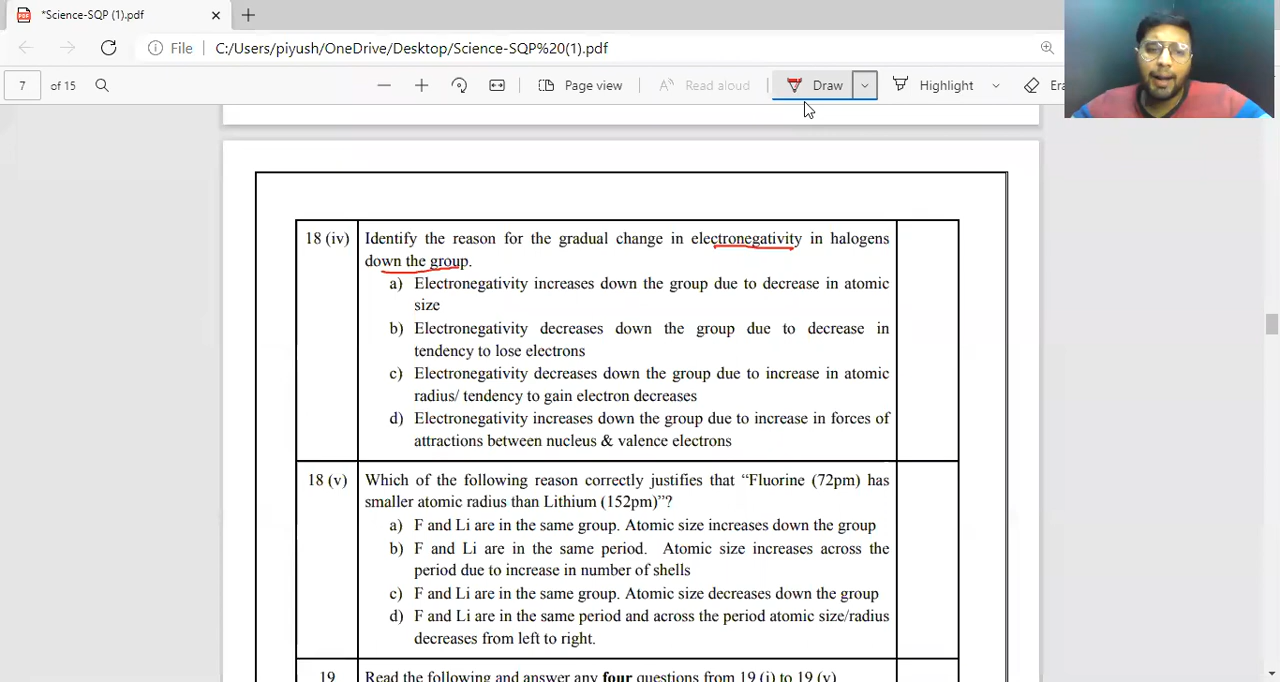 *Science-SQP (1).pdf
File C:/Users/piyush/OneDrive/Desktop/Science-SQP%20(1).pdf
7 of 15 Page view Read aloud Draw Highlight Era
18 (iv) Identify the reason for the gradual change in electronegativity in halogens
down the group.
a) Electronegativity increases down the group due to decrease in atomic
size
b) Electronegativity decreases down the group due to decrease in
tendency to lose electrons
c) Electronegativity decreases down the group due to increase in atomic
radius/ tendency to gain electron decreases
d) Electronegativity increases down the group due to increase in forces of
attractions between nucleus & valence electrons
18 (v) Which of the following reason correctly justifies that “Fluorine (72pm) has
smaller atomic radius than Lithium (152pm)”?
a) F and Li are in the same group. Atomic size increases down the group
b) F and Li are in the same period. Atomic size increases across the
period due to increase in number of shells
c) F and Li are in the same group. Atomic size decreases down the group
d) F and Li are in the same period and across the period atomic size/radius
decreases from left to right.
19 Read the following and answer any four questions from 19 (i) to 19 (v)